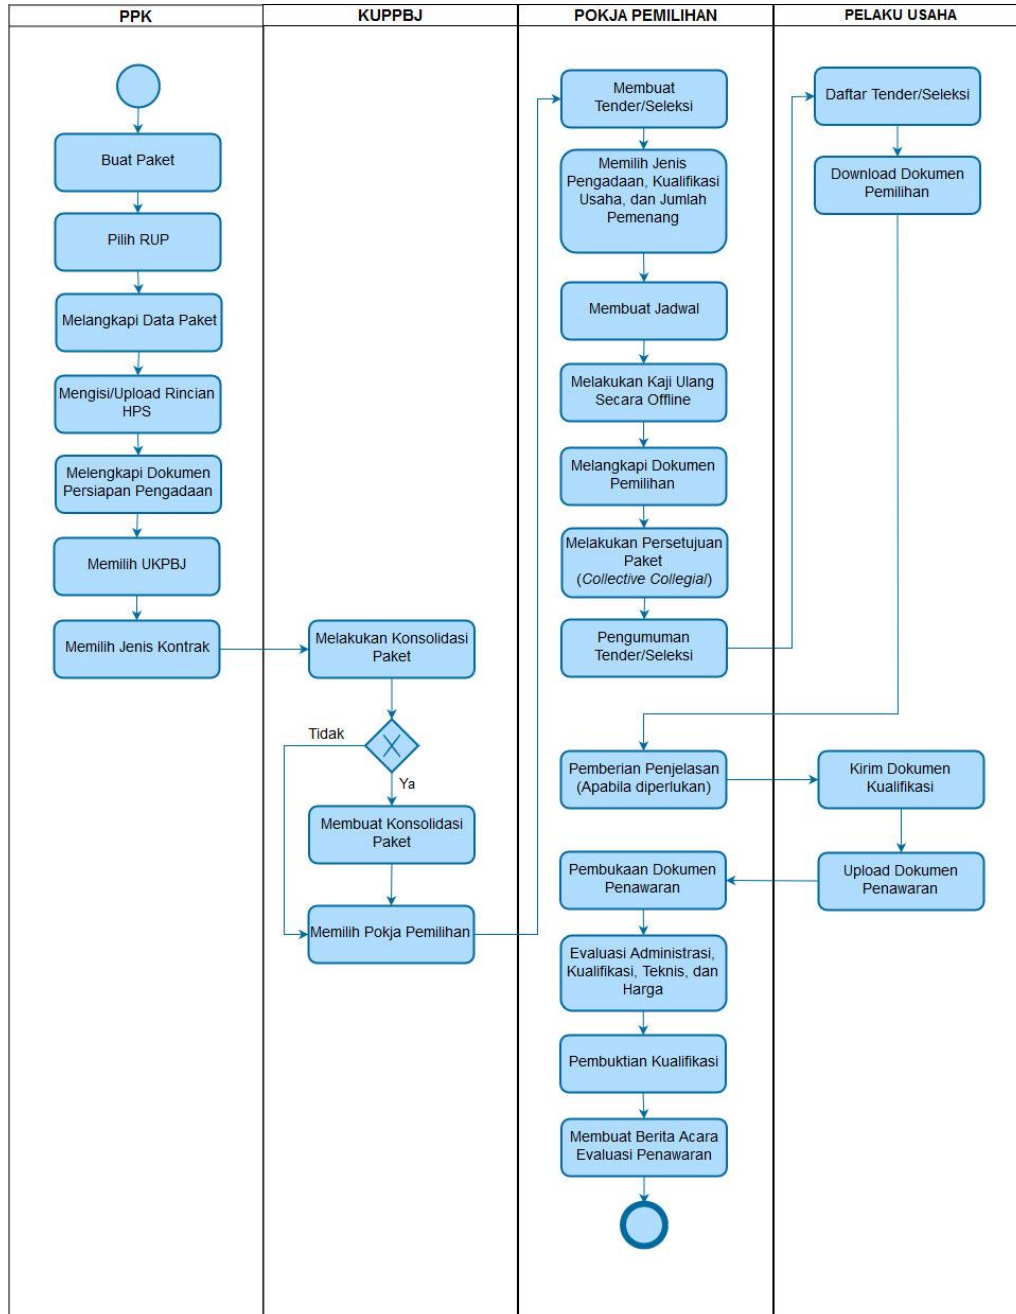 PPK
KUPPBJ
POKJA PEMILIHAN
PELAKU USAHA
Buat Paket
Pilih RUP
Melangkapi Data Paket
Mengisi/Upload Rincian
HPS
Melengkapi Dokumen
Persiapan Pengadaan
Memilih UKPBJ
Memilih Jenis Kontrak
Melakukan Konsolidasi
Paket
Tidak
Ya
Membuat Konsolidasi
Paket
Memilih Pokja Pemilihan
Membuat
Tender/Seleksi
Memilih Jenis
Pengadaan, Kualifikasi
Usaha, dan Jumlah
Pemenang
Membuat Jadwal
Melakukan Kaji Ulang
Secara Offline
Melangkapi Dokumen
Pemilihan
Melakukan Persetujuan
Paket
(Collective Collegial)
Pengumuman
Tender/Seleksi
Daftar Tender/Seleksi
Download Dokumen
Pemilihan
Pemberian Penjelasan
(Apabila diperlukan)
Kirim Dokumen
Kualifikasi
Upload Dokumen
Penawaran
Pembukaan Dokumen
Penawaran
Evaluasi Administrasi,
Kualifikasi, Teknis, dan
Harga
Pembuktian Kualifikasi
Membuat Berita Acara
Evaluasi Penawaran